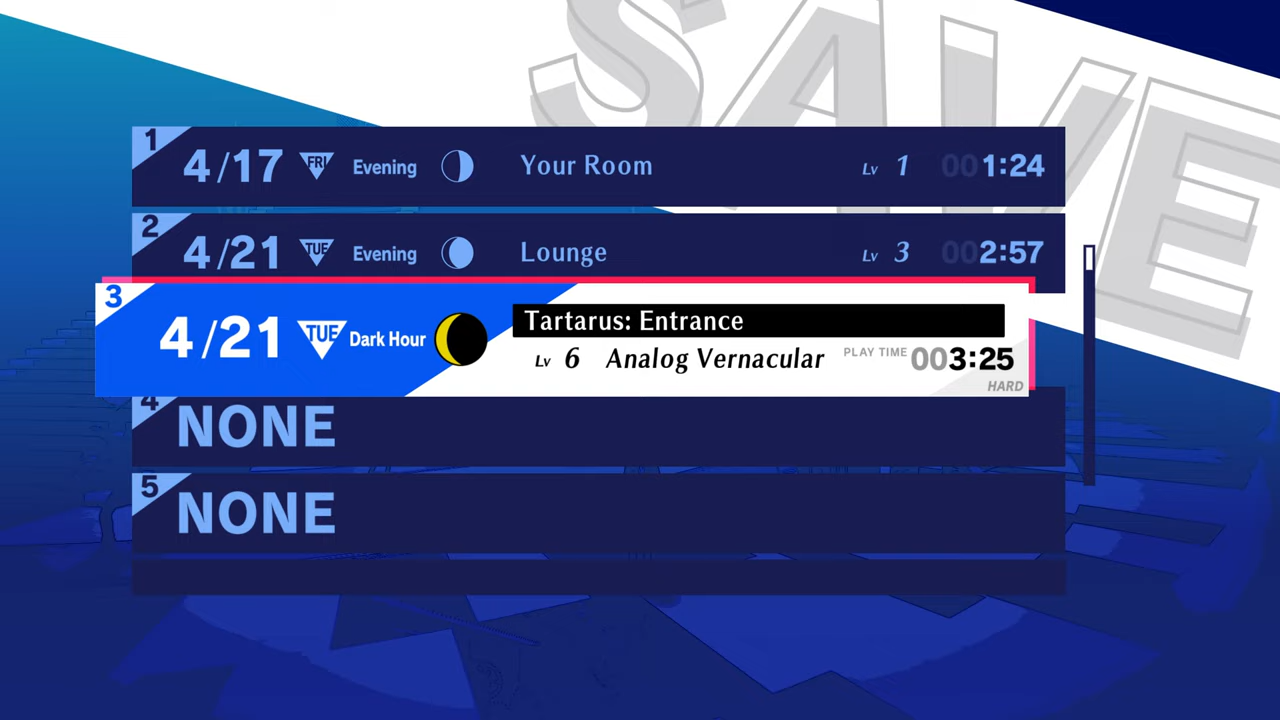 SAVE
1 4/17 FRI Evening Your Room Lv 1 001:24
2 4/21 TUE Evening Lounge Lv 3 002:57
3 4/21 TUE Dark Hour Tartarus: Entrance
Lv 6 Analog Vernacular PLAY TIME 003:25
HARD
4 NONE
5 NONE